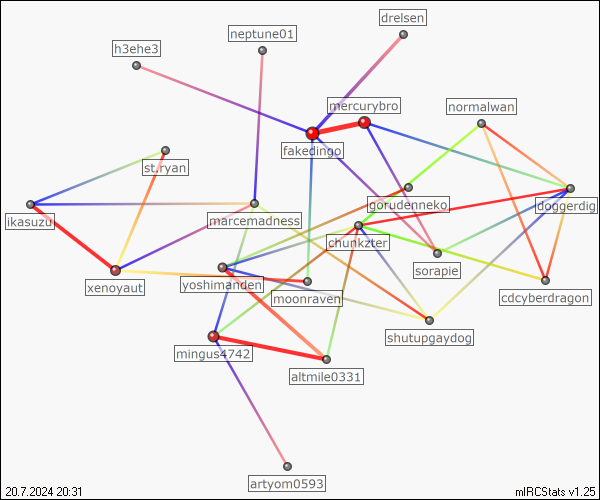 drelsen
neptune01
h3ehe3
mercurybro
normalwan
fakedingo
st.ryan
gorudenneko
doggerdig
ikasuzu
marcemadness
chunkzter
sorapie
xenoyaut
yoshimanden
moonraven
cdcyberdragon
shutupgaydog
mingus4742
altmile0331
artyom0593
20.7.2024 20:31
mIRCStats v1.25